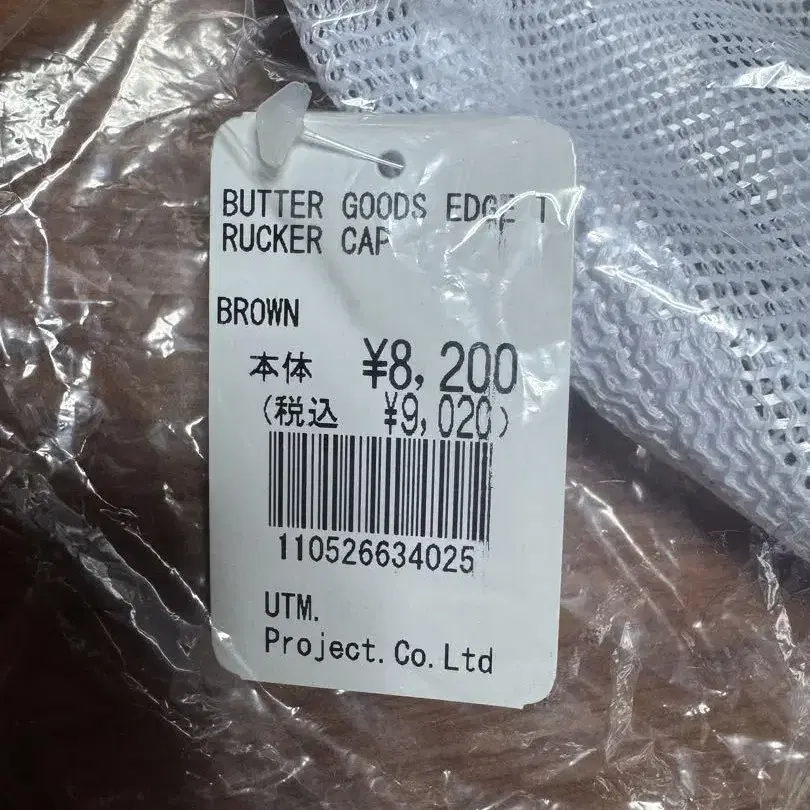 BUTTER GOODS EDGE T
RUCKER CAP
BROWN
本体 ¥8,200
(税込 ¥9,020)
110526634025
UTM.
Project.Co.Ltd